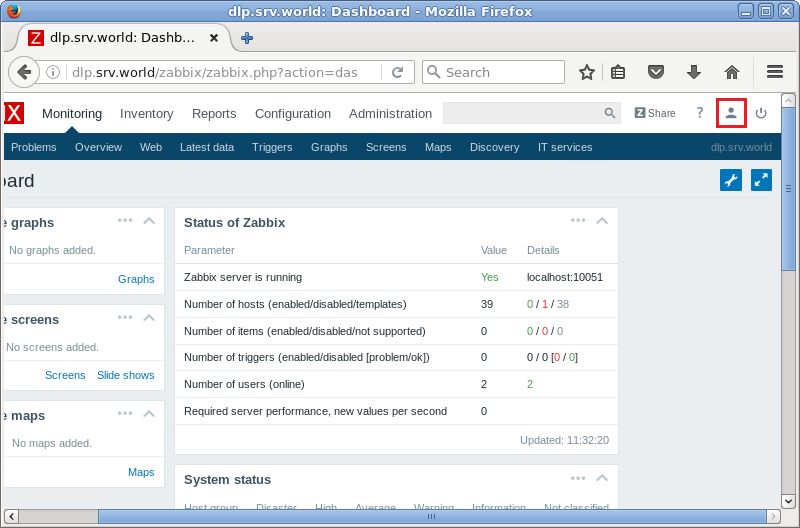 dlp.srv.world: Dashboard - Mozilla Firefox
Z dlp.srv.world: Dashb...
dlp.srv.world/zabbix/zabbix.php?action=das
Search
X Monitoring Inventory Reports Configuration Administration Z Share ?
Problems Overview Web Latest data Triggers Graphs Screens Maps Discovery IT services dlp.srv.world
oard
e graphs
No graphs added.
Graphs
e screens
No screens added.
Screens Slide shows
e maps
No maps added.
Maps
Status of Zabbix
Parameter Value Details
Zabbix server is running Yes localhost:10051
Number of hosts (enabled/disabled/templates) 39 0 / 1 / 38
Number of items (enabled/disabled/not supported) 0 0 / 0 / 0
Number of triggers (enabled/disabled [problem/ok]) 0 0 / 0 [0 / 0]
Number of users (online) 2 2
Required server performance, new values per second 0
Updated: 11:32:20
System status
Host group Disaster High Average Warning Information Not classified